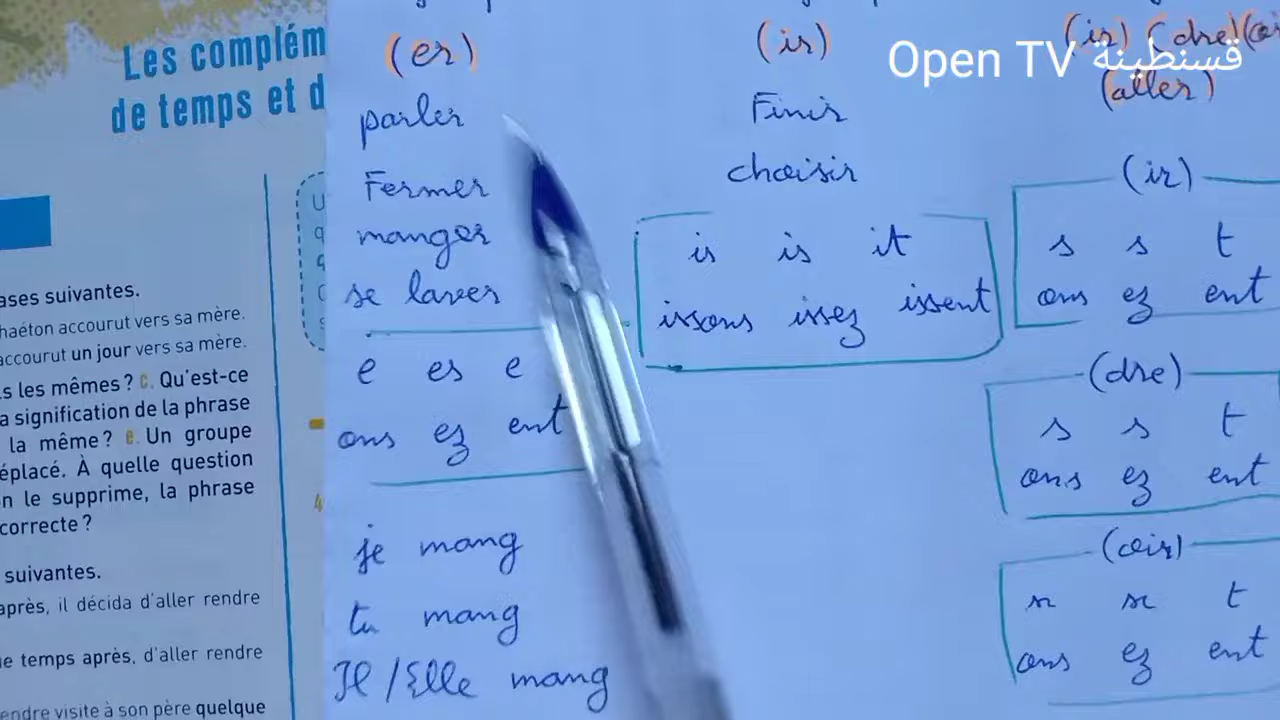 Les complém
de temps et d
ases suivantes.
haéton accourut vers sa mère.
accourut un jour vers sa mère.
ls les mêmes ? c. Qu'est-ce
a signification de la phrase
la même ? e. Un groupe
éplacé. À quelle question
n le supprime, la phrase
correcte ?
suivantes.
après, il décida d'aller rendre
e temps après, d'aller rendre
endre visite à son père quelque
(er)
parler
Fermer
manger
se laver
e es e
ons ez ent
je mang
tu mang
Il /Elle mang
(ir)
Finir
choisir
is is it
issons issez issent
(ir) (dre) (oi
(aller)
Open TV قسنطينة
(ir)
s s t
ons ez ent
(dre)
s s t
ons ez ent
(oir)
x x t
ons ez ent